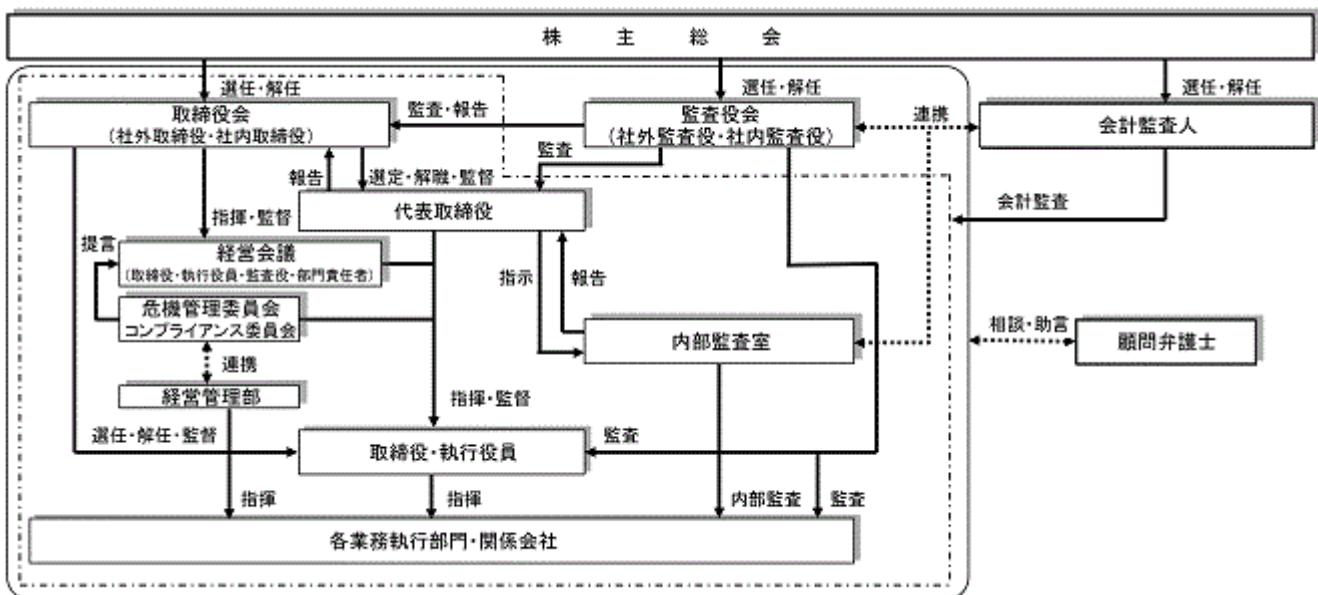 株主総会
選任・解任
選任・解任
選任・解任
取締役会
(社外取締役・社内取締役)
監査・報告
監査役会
(社外監査役・社内監査役)
連携
会計監査人
監査
報告
選定・解職・監督
代表取締役
会計監査
指揮・監督
提言
経営会議
(取締役・執行役員・監査役・部門責任者)
指示
報告
危機管理委員会
コンプライアンス委員会
内部監査室
相談・助言
顧問弁護士
連携
経営管理部
指揮・監督
選任・解任・監督
取締役・執行役員
監査
指揮
指揮
内部監査
監査
各業務執行部門・関係会社